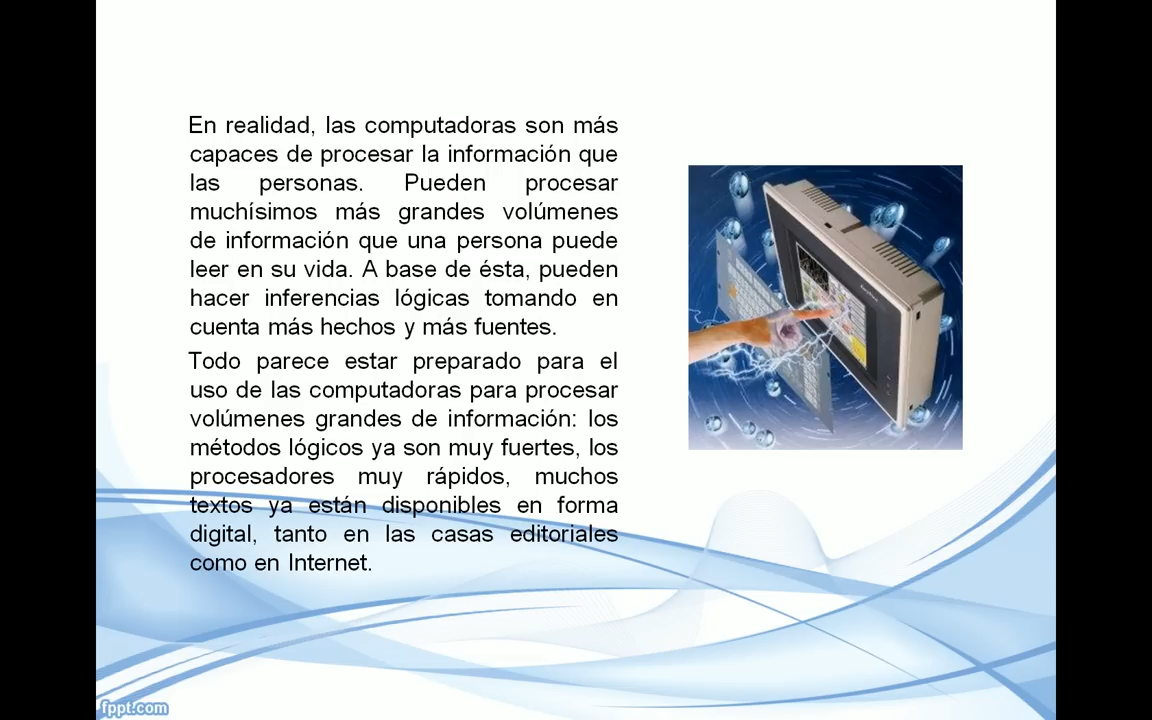 En realidad, las computadoras son más
capaces de procesar la información que
las personas. Pueden procesar
muchísimos más grandes volúmenes
de información que una persona puede
leer en su vida. A base de ésta, pueden
hacer inferencias lógicas tomando en
cuenta más hechos y más fuentes.
Todo parece estar preparado para el
uso de las computadoras para procesar
volúmenes grandes de información: los
métodos lógicos ya son muy fuertes, los
procesadores muy rápidos, muchos
textos ya están disponibles en forma
digital, tanto en las casas editoriales
como en Internet.
fppt.com